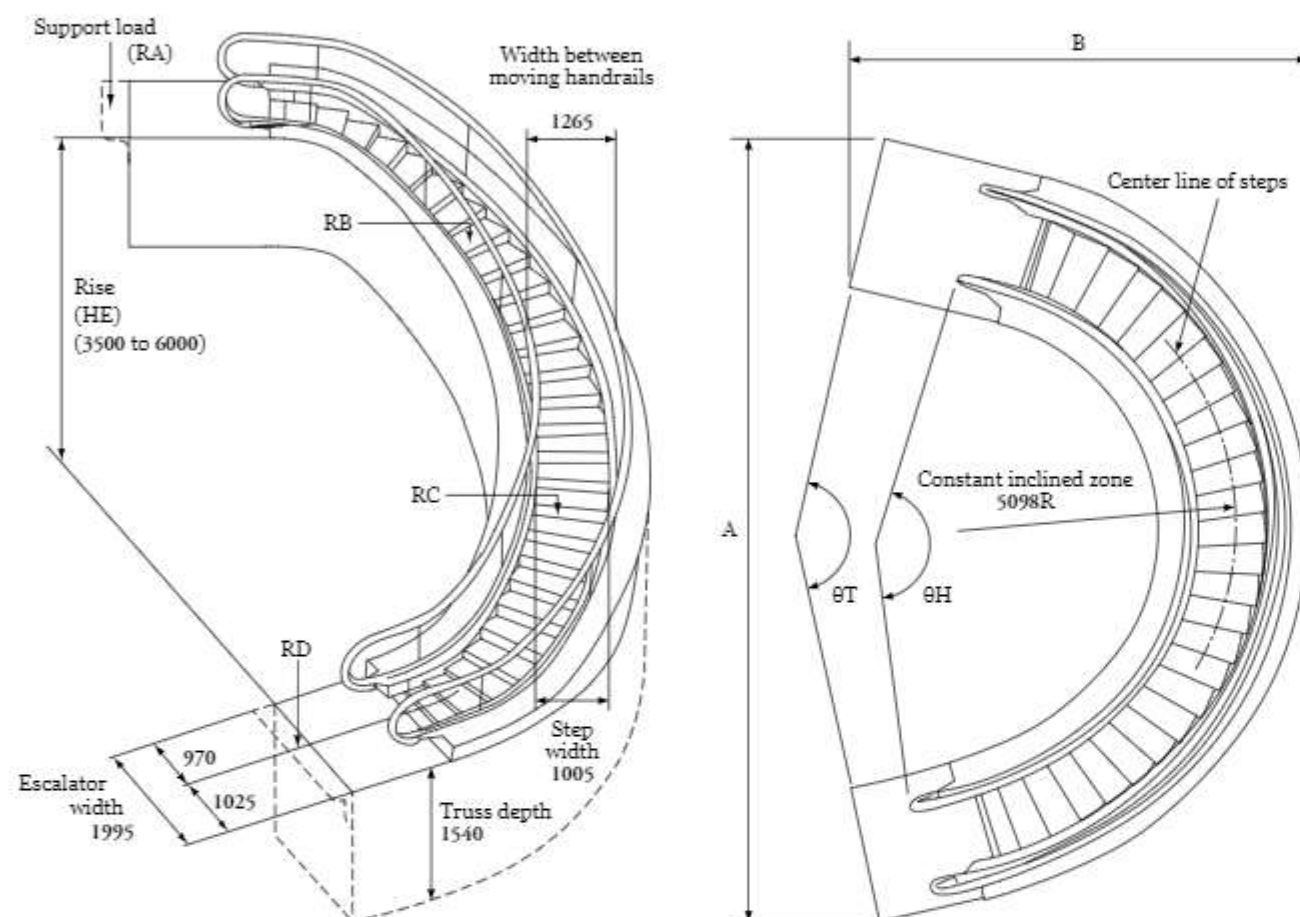 Support load
(RA)
Width between
moving handrails
1265
RB
Rise
(HE)
(3500 to 6000)
RC
RD
970
1025
Escalator
width
1995
Truss depth
1540
Step
width
1005
B
Center line of steps
Constant inclined zone
5098R
A
θT
θH